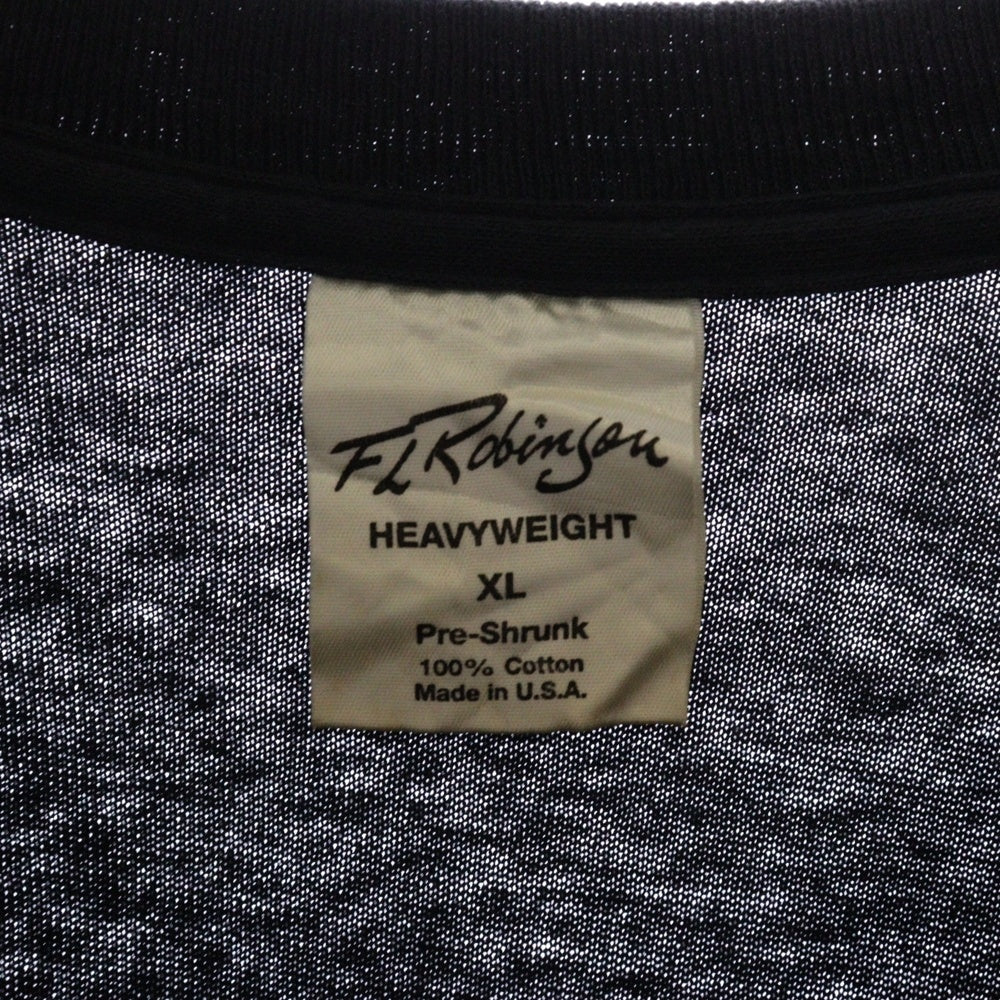 FL Robinson
HEAVYWEIGHT
XL
Pre-Shrunk
100% Cotton
Made in U.S.A.